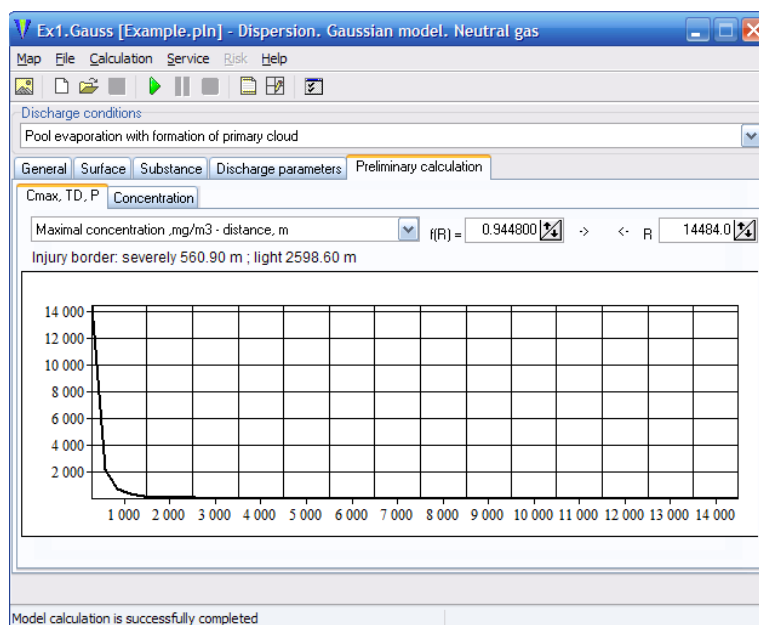 Ex1.Gauss [Example.pln] - Dispersion. Gaussian model. Neutral gas
Map File Calculation Service Risk Help
Discharge conditions
Pool evaporation with formation of primary cloud
General Surface Substance Discharge parameters Preliminary calculation
Cmax, TD, P Concentration
Maximal concentration ,mg/m3 - distance, m f(R) = 0.944800 -> <- R 14484.0
Injury border: severely 560.90 m ; light 2598.60 m
14 000
12 000
10 000
8 000
6 000
4 000
2 000
1 000 2 000 3 000 4 000 5 000 6 000 7 000 8 000 9 000 10 000 11 000 12 000 13 000 14 000
Model calculation is successfully completed